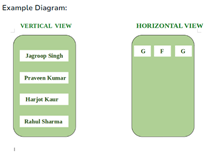 Example Diagram:
VERTICAL VIEW
HORIZONTAL VIEW
Jagroop Singh
Praveen Kumar
Harjot Kaur
Rahul Sharma
G F G